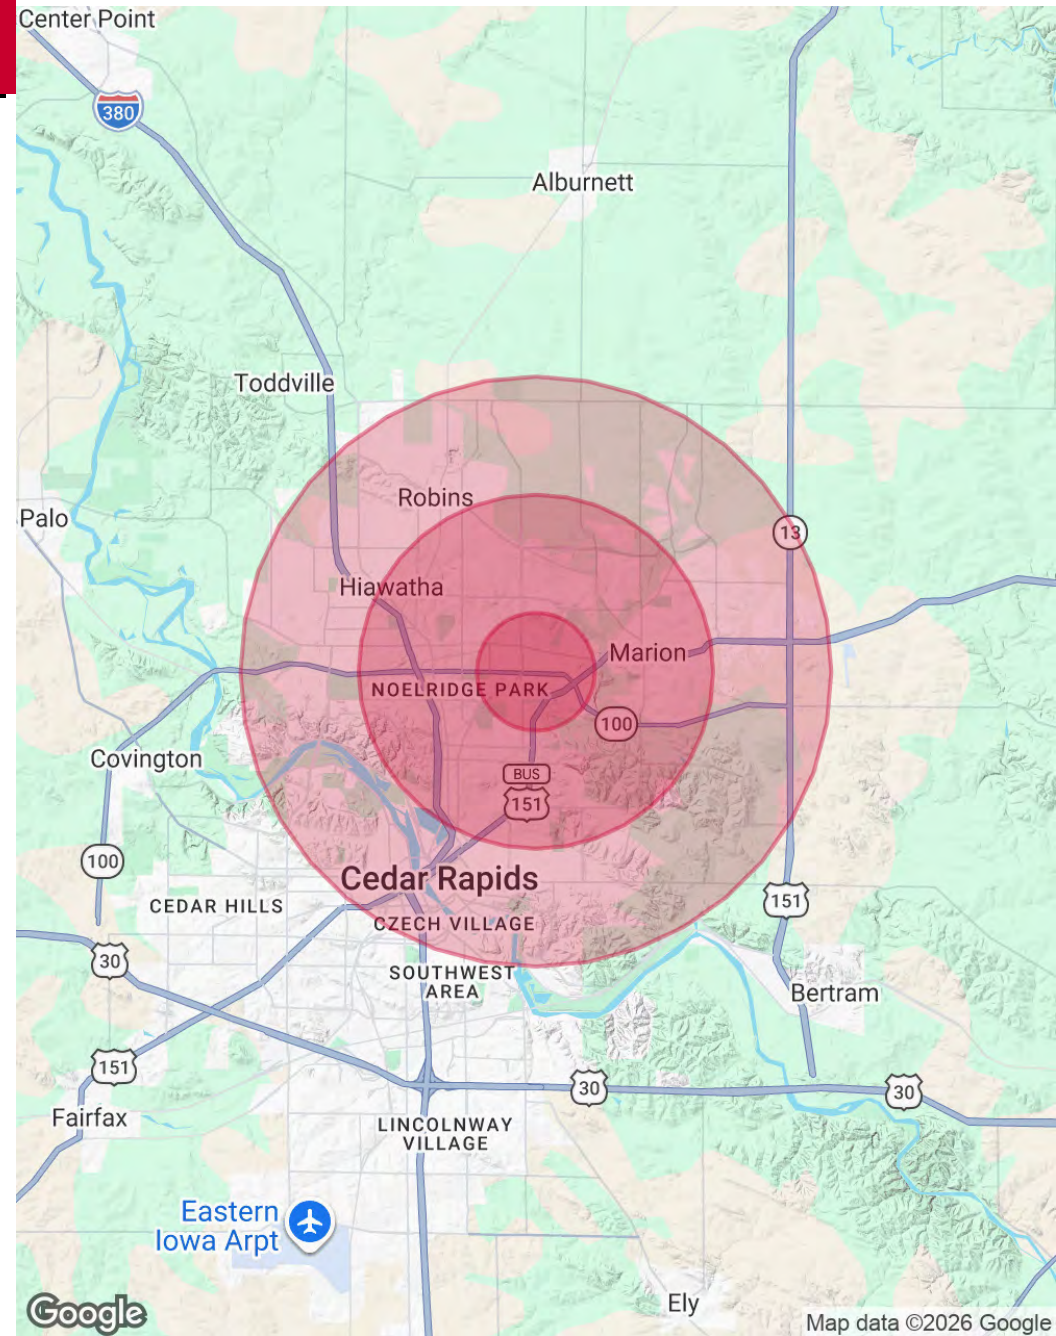 Center Point
380
Alburnett
Toddville
Robins
Palo
13
Hiawatha
Marion
NOELRIDGE PARK
100
Covington
BUS
151
100
Cedar Rapids
CEDAR HILLS
151
CZECH VILLAGE
30
SOUTHWEST
AREA
Bertram
151
30
30
Fairfax
LINCOLNWAY
VILLAGE
Eastern
Iowa Arpt
Ely
Google
Map data ©2026 Google